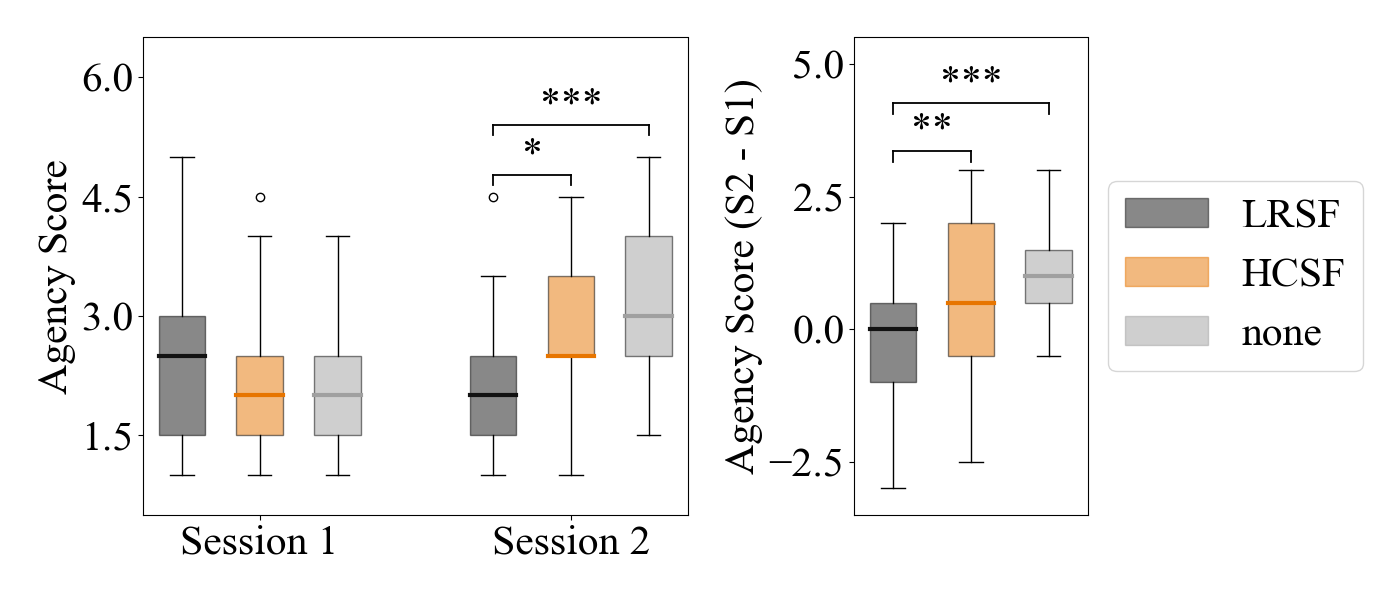 Agency Score
6.0
4.5
3.0
1.5
Session 1
Session 2
*
***
Agency Score (S2 - S1)
5.0
2.5
0.0
−2.5
**
***
LRSF
HCSF
none